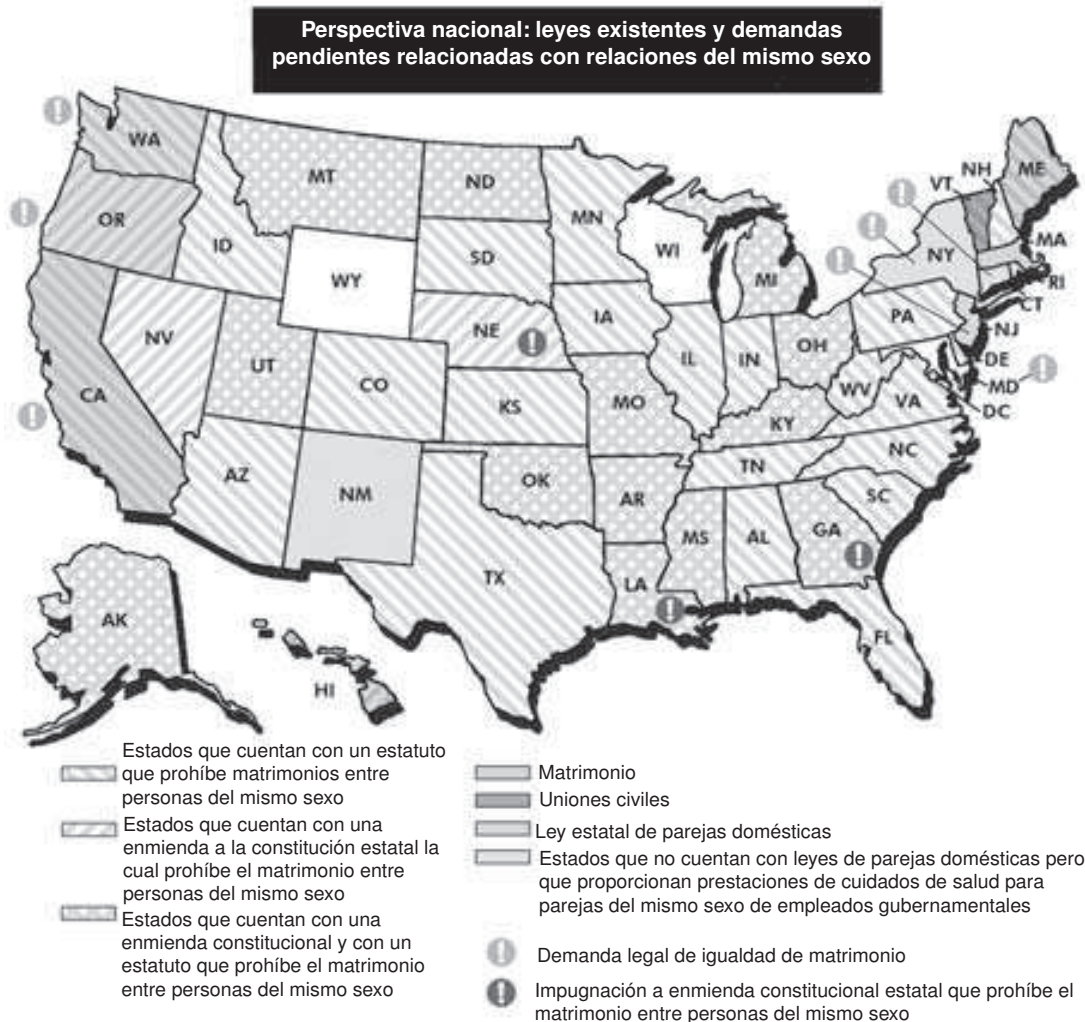 Perspectiva nacional: leyes existentes y demandas
pendientes relacionadas con relaciones del mismo sexo
WA
OR
CA
ID
NV
MT
WY
UT
AZ
CO
NM
ND
SD
NE
KS
OK
TX
MN
IA
MO
AR
LA
WI
IL
MS
MI
IN
KY
TN
AL
OH
WV
GA
FL
SC
NC
VA
PA
NY
VT
NH
ME
MA
RI
CT
NJ
DE
MD
DC
AK
HI
Estados que cuentan con un estatuto
que prohíbe matrimonios entre
personas del mismo sexo
Estados que cuentan con una
enmienda a la constitución estatal la
cual prohíbe el matrimonio entre
personas del mismo sexo
Estados que cuentan con una
enmienda constitucional y con un
estatuto que prohíbe el matrimonio
entre personas del mismo sexo
Matrimonio
Uniones civiles
Ley estatal de parejas domésticas
Estados que no cuentan con leyes de parejas domésticas pero
que proporcionan prestaciones de cuidados de salud para
parejas del mismo sexo de empleados gubernamentales
Demanda legal de igualdad de matrimonio
Impugnación a enmienda constitucional estatal que prohíbe el
matrimonio entre personas del mismo sexo